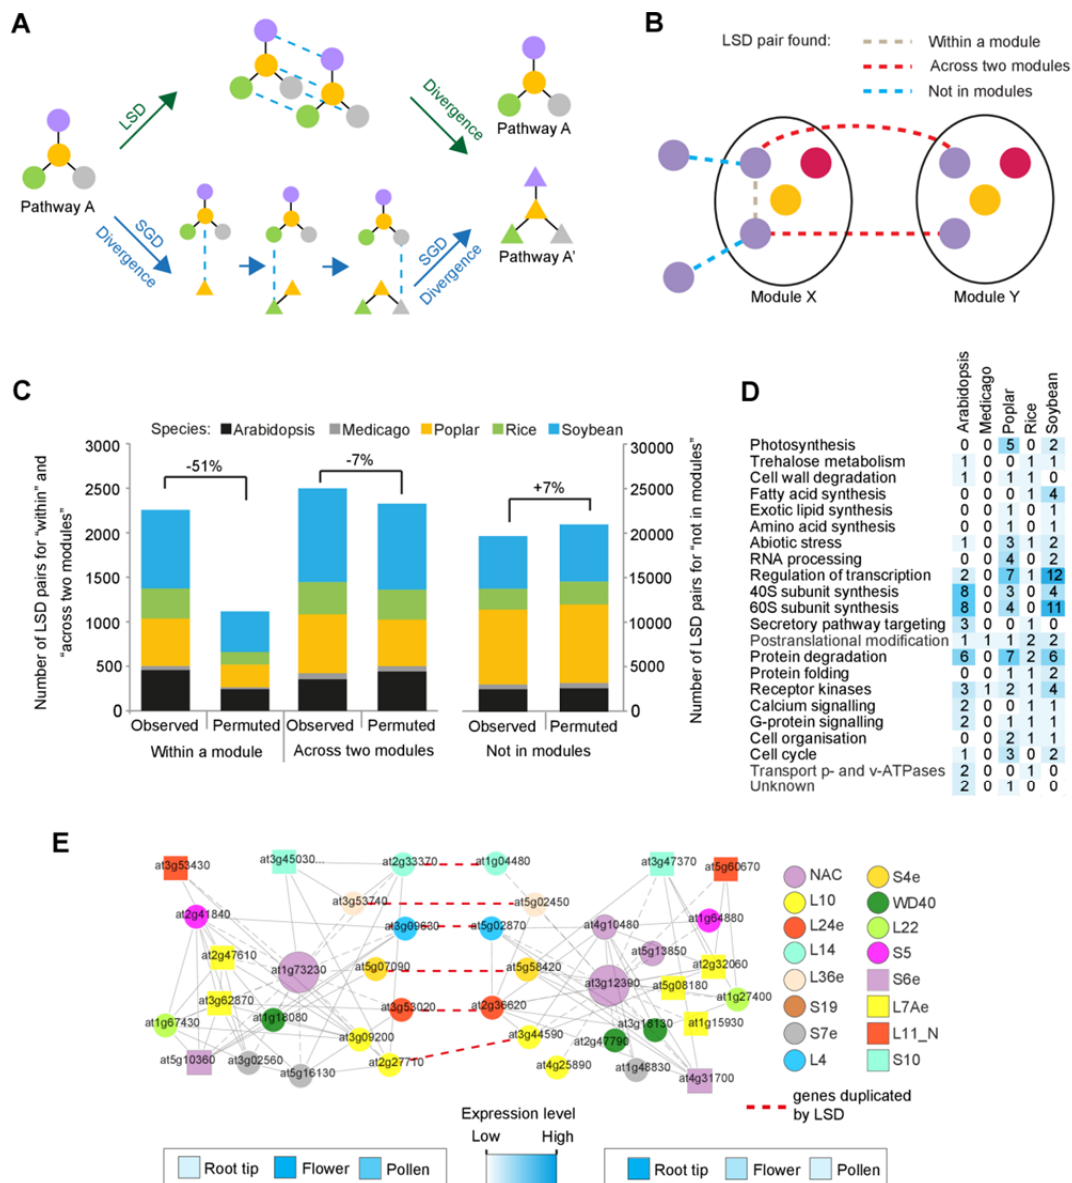 A
LSD
Divergence
Pathway A
Pathway A
SGD
Divergence
SGD
Divergence
Pathway A'
B
LSD pair found:
Within a module
Across two modules
Not in modules
Module X
Module Y
C
Species: Arabidopsis Medicago Poplar Rice Soybean
Number of LSD pairs for "within" and "across two modules"
3000
2500
2000
1500
1000
500
0
-51%
-7%
+7%
30000
25000
20000
15000
10000
5000
0
Number of LSD pairs for "not in modules"
Observed Permuted Observed Permuted Observed Permuted
Within a module Across two modules Not in modules
D
Arabidopsis Medicago Poplar Rice Soybean
Photosynthesis 0 0 5 0 2
Trehalose metabolism 1 0 0 1 1
Cell wall degradation 1 0 1 1 0
Fatty acid synthesis 0 0 0 1 4
Exotic lipid synthesis 0 0 1 0 1
Amino acid synthesis 0 0 1 0 1
Abiotic stress 1 0 3 1 2
RNA processing 0 0 4 0 2
Regulation of transcription 2 0 7 1 12
40S subunit synthesis 8 0 3 0 4
60S subunit synthesis 8 0 4 0 11
Secretory pathway targeting 3 0 0 1 0
Postranslational modification 1 1 1 2 2
Protein degradation 6 0 7 2 6
Protein folding 0 0 1 1 2
Receptor kinases 3 1 2 1 4
Calcium signalling 2 0 0 1 1
G-protein signalling 2 0 1 1 1
Cell organisation 0 0 2 1 1
Cell cycle 1 0 3 0 2
Transport p- and v-ATPases 2 0 0 1 0
Unknown 2 0 1 0 0
E
at3g53430
at3g45030...
at2g33370
at1g04480
at3g47370
at5g60670
at3g53740
at5g02450
at2g41840
at3g09630
at5g02870
at4g10480
at1g64880
at2g47610
at1g73230
at5g07090
at5g58420
at5g13850
at2g32060
at3g12390
at5g08180
at3g62870
at1g27400
at1g67430
at1g18080
at3g53020
at2g36620
at3g18130
at1g15930
at3g09200
at3g44590
at2g47790
at5g10360
at3g02560
at5g16130
at2g27710
at4g25890
at1g48830
at4g31700
NAC
L10
L24e
L14
L36e
S19
S7e
L4
S4e
WD40
L22
S5
S6e
L7Ae
L11_N
S10
genes duplicated
by LSD
Expression level
Low High
Root tip Flower Pollen
Root tip Flower Pollen